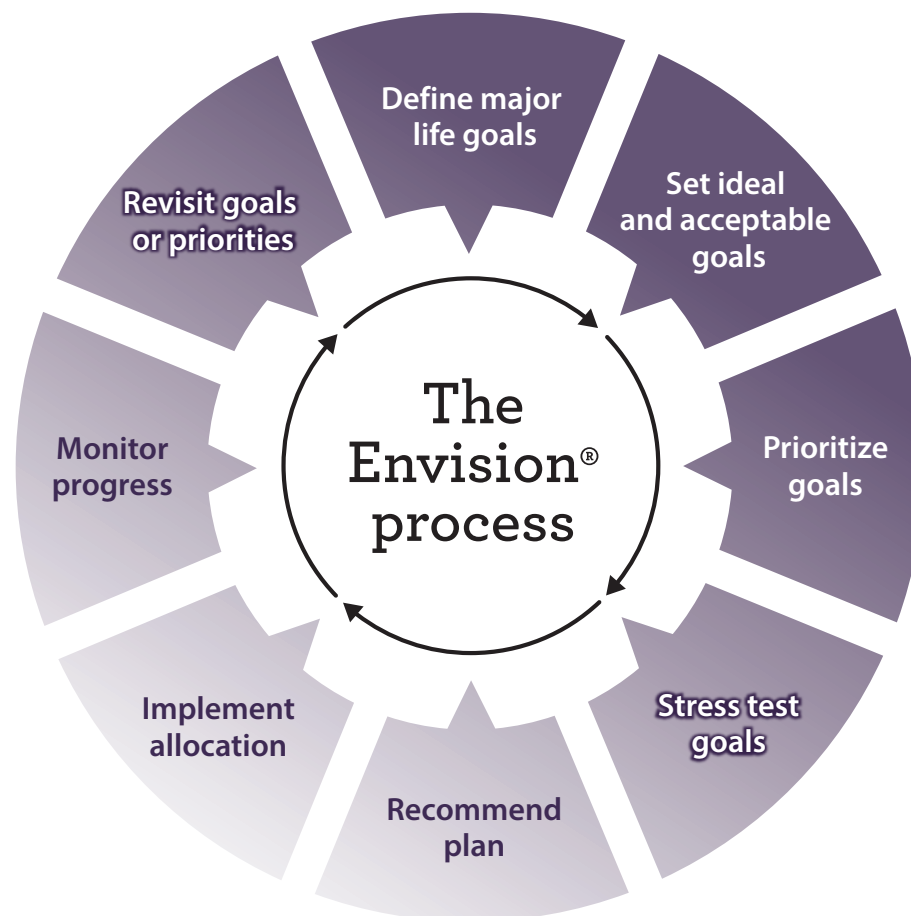 Define major
life goals
Set ideal
and acceptable
goals
Prioritize
goals
Stress test
goals
Recommend
plan
Implement
allocation
Monitor
progress
Revisit goals
or priorities
The
Envision®
process